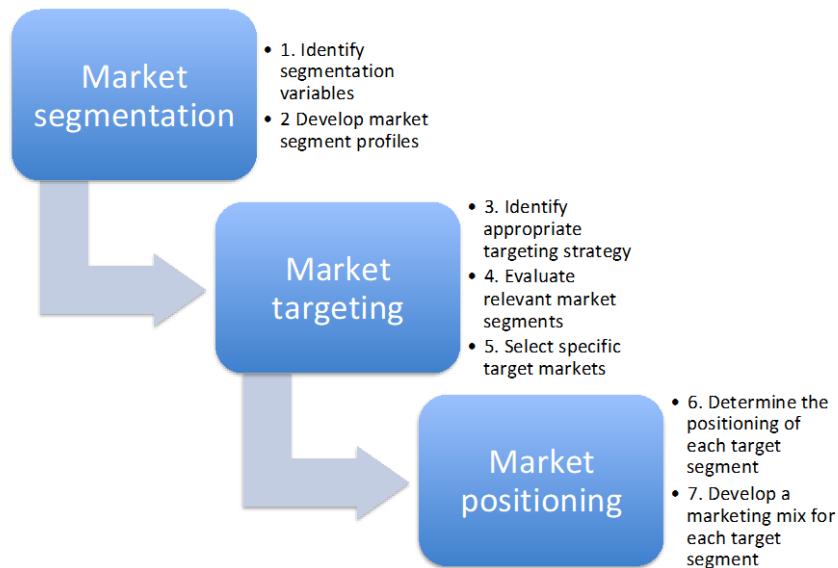 Market
segmentation
• 1. Identify
segmentation
variables
• 2 Develop market
segment profiles
Market
targeting
• 3. Identify
appropriate
targeting strategy
• 4. Evaluate
relevant market
segments
• 5. Select specific
target markets
Market
positioning
• 6. Determine the
positioning of
each target
segment
• 7. Develop a
marketing mix for
each target
segment